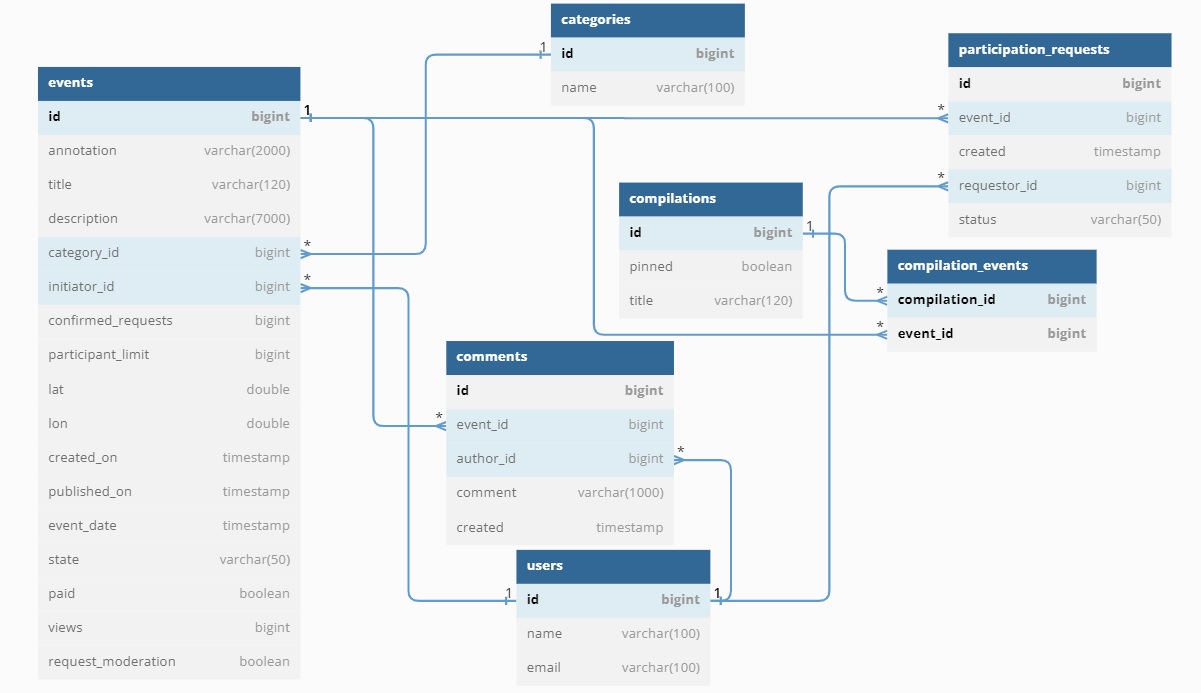 categories
id bigint
name varchar(100)
participation_requests
id bigint
event_id bigint
created timestamp
requestor_id bigint
status varchar(50)
events
id bigint
annotation varchar(2000)
title varchar(120)
description varchar(7000)
category_id bigint
initiator_id bigint
confirmed_requests bigint
participant_limit bigint
lat double
lon double
created_on timestamp
published_on timestamp
event_date timestamp
state varchar(50)
paid boolean
views bigint
request_moderation boolean
compilations
id bigint
pinned boolean
title varchar(120)
compilation_events
compilation_id bigint
event_id bigint
comments
id bigint
event_id bigint
author_id bigint
comment varchar(1000)
created timestamp
users
id bigint
name varchar(100)
email varchar(100)
1
1
*
*
*
*
1
*
*
*
*
1
1